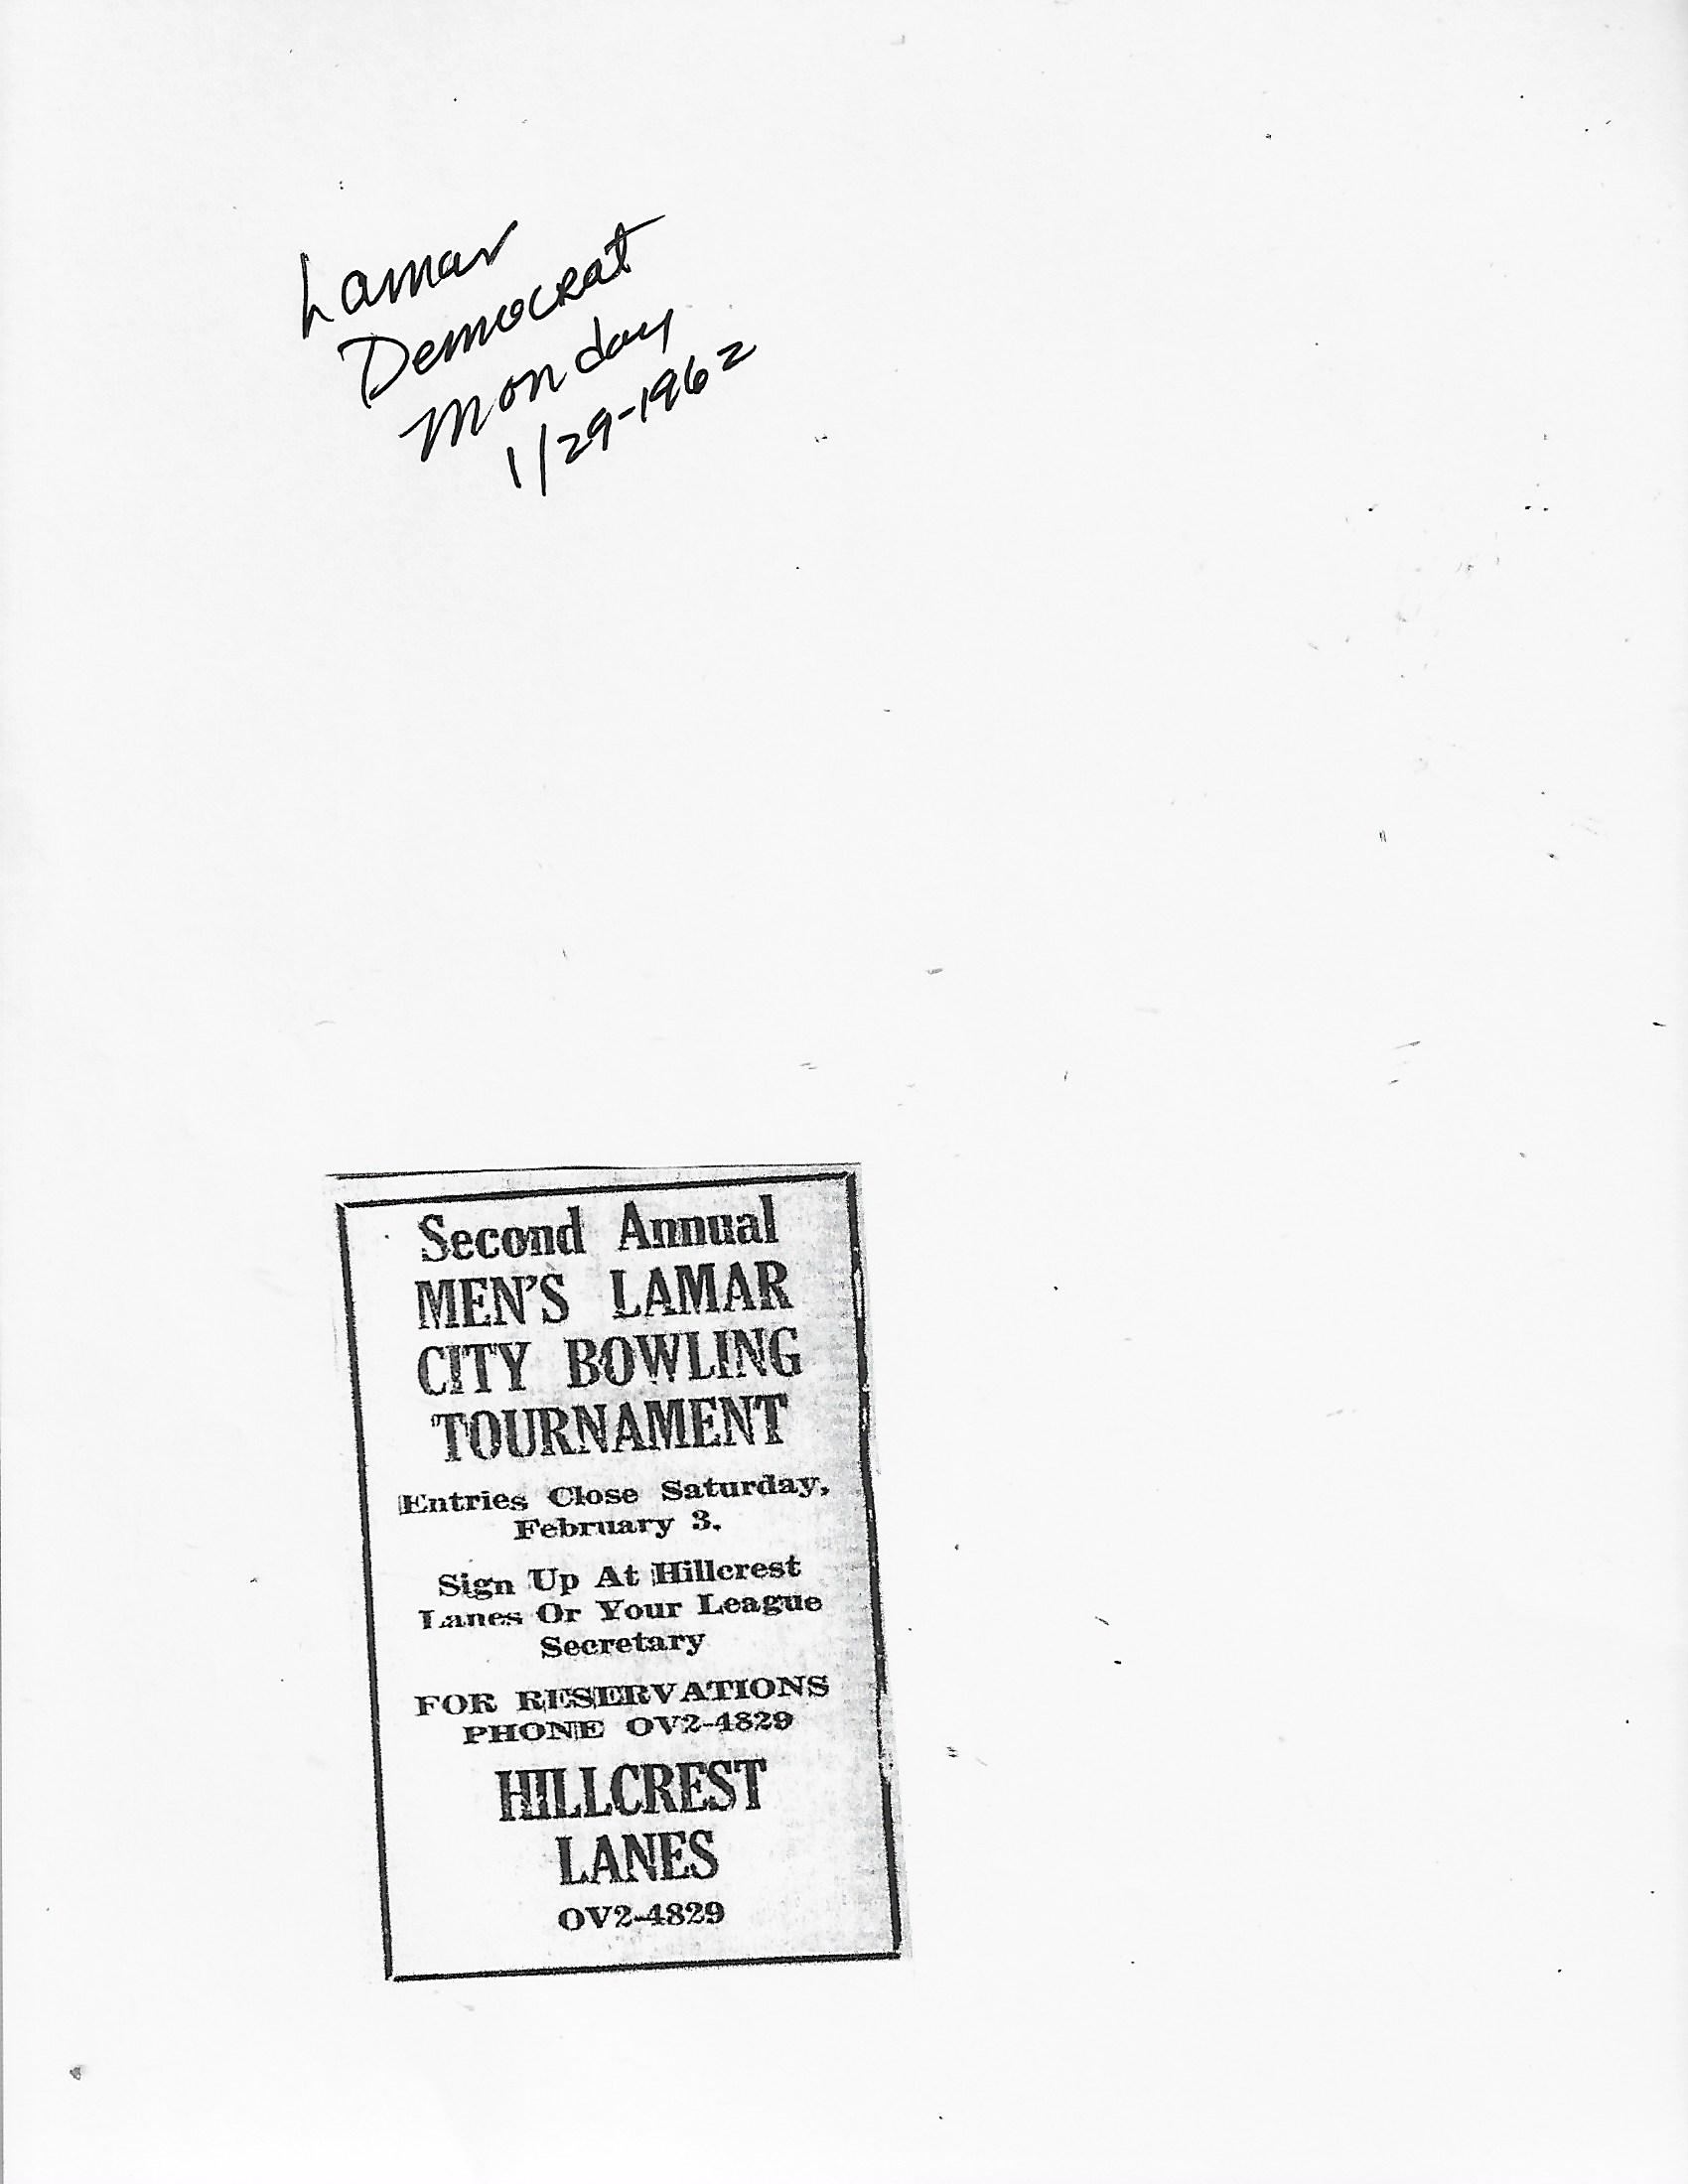 Lamar
Democrat
Monday
1/29-1962
Second Annual
MEN'S LAMAR
CITY BOWLING
TOURNAMENT
Entries Close Saturday,
February 3.
Sign Up At Hillcrest
Lanes Or Your League
Secretary
FOR RESERVATIONS
PHONE OV2-4829
HILLCREST
LANES
OV2-4829